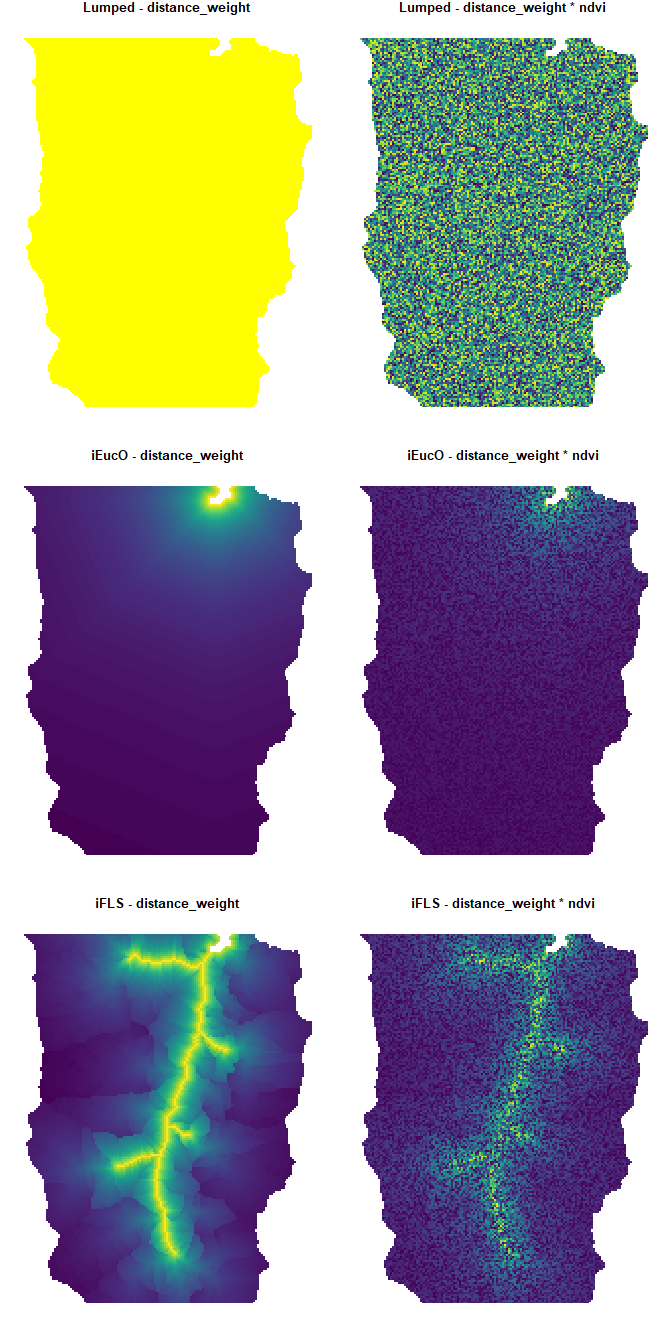 Lumped - distance_weight
Lumped - distance_weight * ndvi
iEucO - distance_weight
iEucO - distance_weight * ndvi
iFLS - distance_weight
iFLS - distance_weight * ndvi